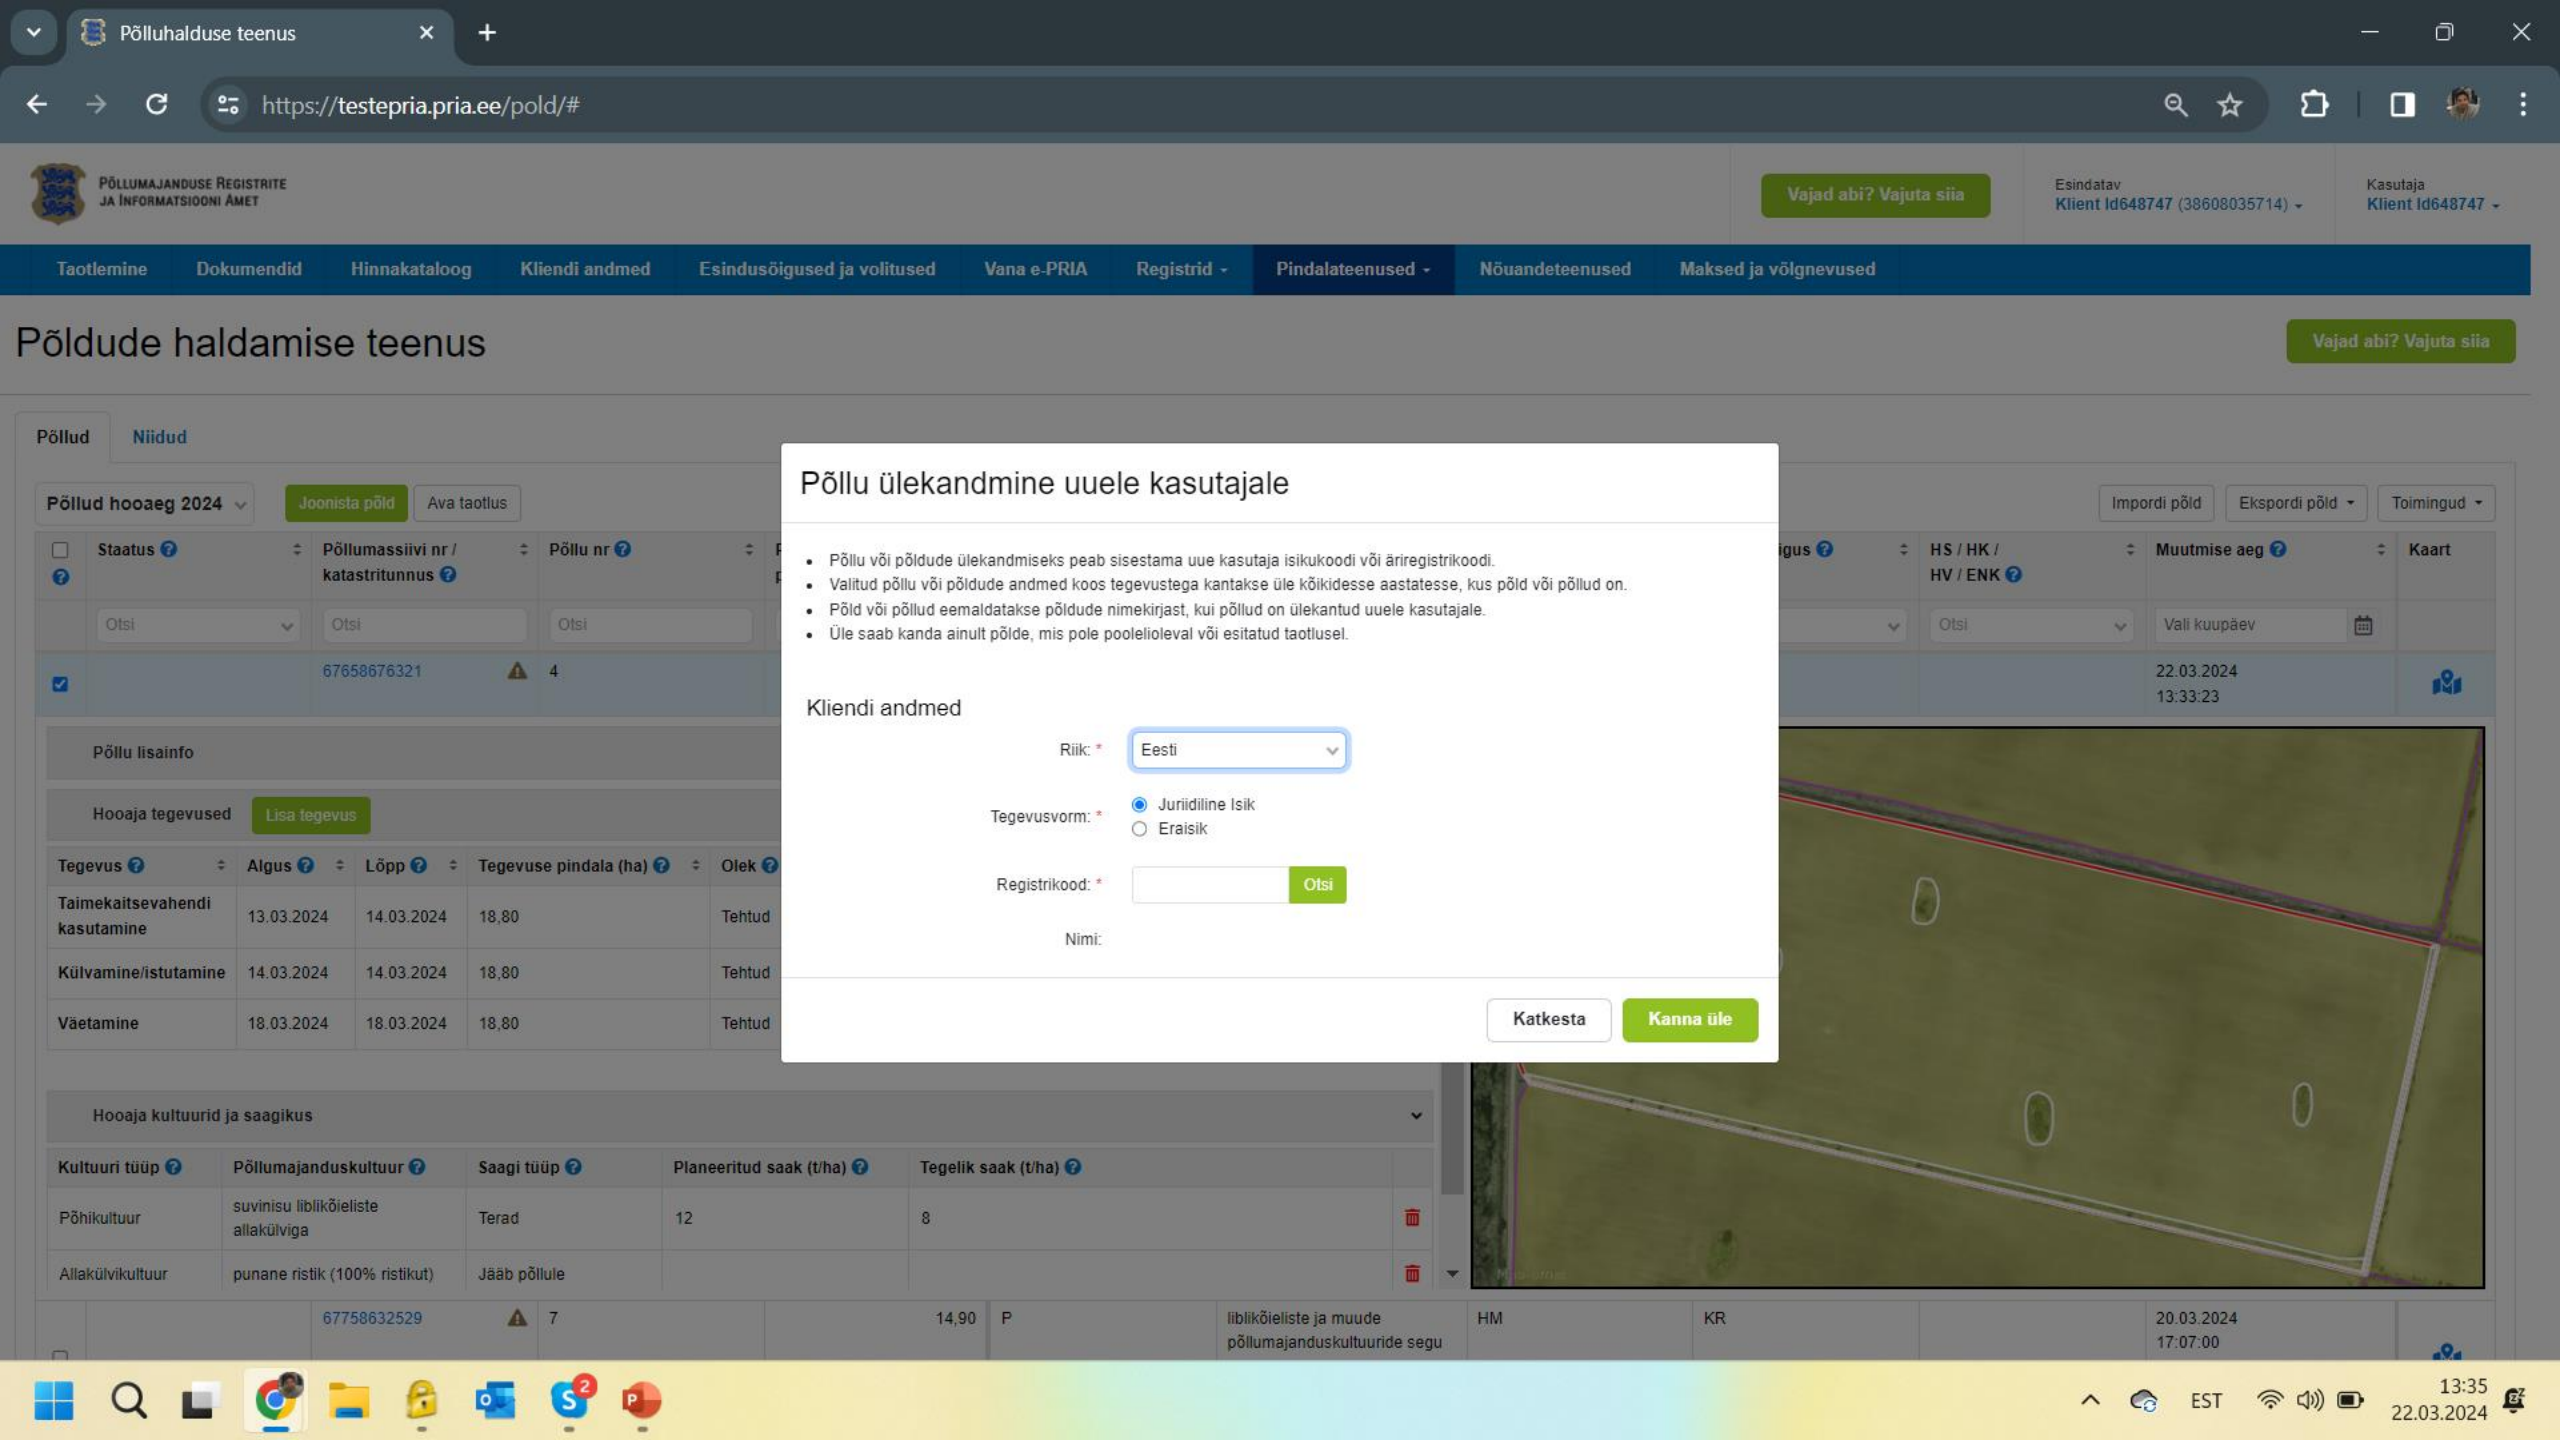 Põlluhalduse teenus
https://testepria.pria.ee/pold/#
PÕLLUMAJANDUSE REGISTRITE
JA INFORMATSIOONI AMET
Vajad abi? Vajuta siia
Esindatav
Klient Id648747 (38608035714)
Kasutaja
Klient Id648747
Taotlemine Dokumendid Hinnakataloog Kliendi andmed Esindusõigused ja volitused Vana e-PRIA Registrid Pindalateenused Nõuandeteenused Maksed ja võlgnevused
Põldude haldamise teenus
Vajad abi? Vajuta siia
Põllud Niidud
Põllud hooaeg 2024 Joonista põld Ava taotlus
Impordi põld Ekspordi põld Toimingud
Staatus Põllumassiivi nr / katastritunnus Põllu nr
HS / HK / HV / ENK Muutmise aeg Kaart
Otsi Otsi Otsi Otsi Vali kuupäev
67658676321 4
22.03.2024
13:33:23
Põllu ülekandmine uuele kasutajale
• Põllu või põldude ülekandmiseks peab sisestama uue kasutaja isikukoodi või äriregistrikoodi.
• Valitud põllu või põldude andmed koos tegevustega kantakse üle kõikidesse aastatesse, kus põld või põllud on.
• Põld või põllud eemaldatakse põldude nimekirjast, kui põllud on ülekantud uuele kasutajale.
• Üle saab kanda ainult põlde, mis pole poolelioleval või esitatud taotlusel.
Kliendi andmed
Riik: * Eesti
Tegevusvorm: * Juriidiline Isik
Eraisik
Registrikood: * Otsi
Nimi:
Katkesta Kanna üle
Põllu lisainfo
Hooaja tegevused Lisa tegevus
Tegevus Algus Lõpp Tegevuse pindala (ha) Olek
Taimekaitsevahendi kasutamine 13.03.2024 14.03.2024 18,80 Tehtud
Külvamine/istutamine 14.03.2024 14.03.2024 18,80 Tehtud
Väetamine 18.03.2024 18.03.2024 18,80 Tehtud
Hooaja kultuurid ja saagikus
Kultuuri tüüp Põllumajanduskultuur Saagi tüüp Planeeritud saak (t/ha) Tegelik saak (t/ha)
Põhikultuur suvinisu liblikõieliste allakülviga Terad 12 8
Allakülvikultuur punane ristik (100% ristikut) Jääb põllule
67758632529 7 14,90 P liblikõieliste ja muude põllumajanduskultuuride segu HM KR 20.03.2024
17:07:00
2
EST
13:35
22.03.2024